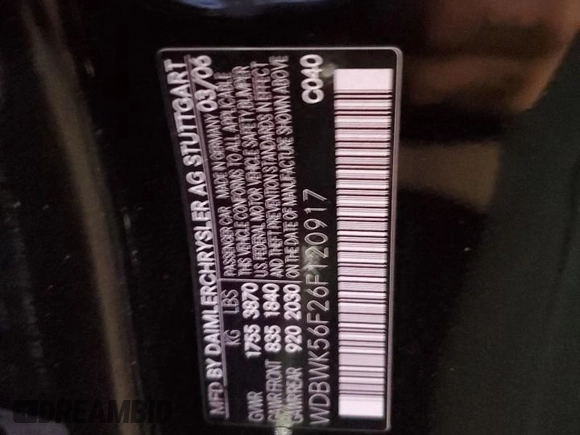 MFD BY DAIMLERCHRYSLER AG STUTTGART
PASSENGER CAR MADE IN GERMANY 03/06
KG LBS THIS VEHICLE CONFORMS TO ALL APPLICABLE
GVWR 1755 3870 U.S. FEDERAL MOTOR VEHICLE SAFETY, BUMPER
GAWR FRONT 835 1840 AND THEFT PREVENTION STANDARDS IN EFFECT
GAWR REAR 920 2030 ON THE DATE OF MANUFACTURE SHOWN ABOVE
WDBWK56F26F120917 C040
DREAMBID